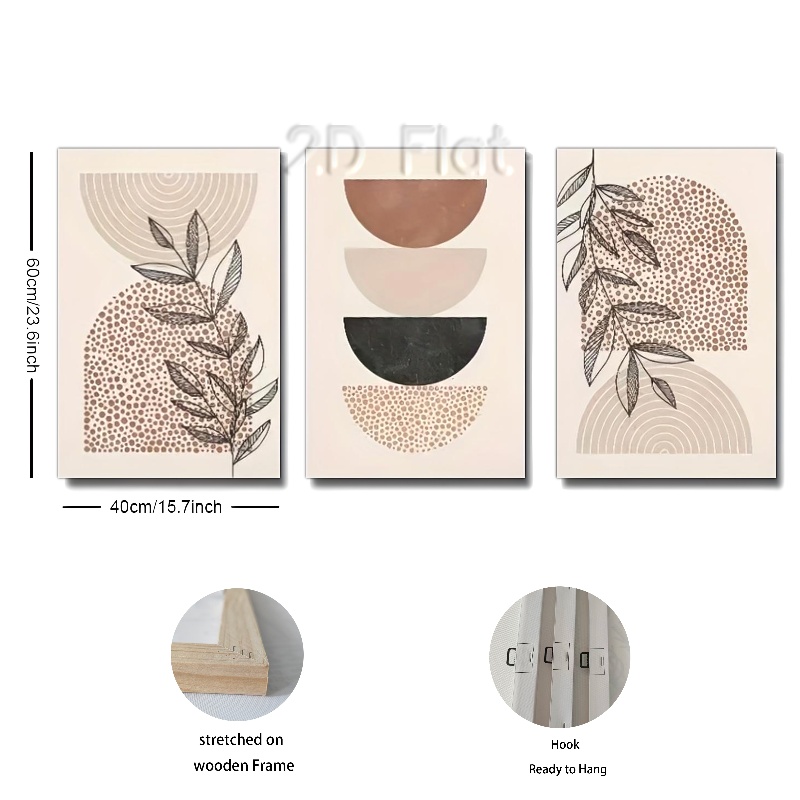 2D Flat
60cm/23.6inch
40cm/15.7inch
stretched on
wooden Frame
Hook
Ready to Hang